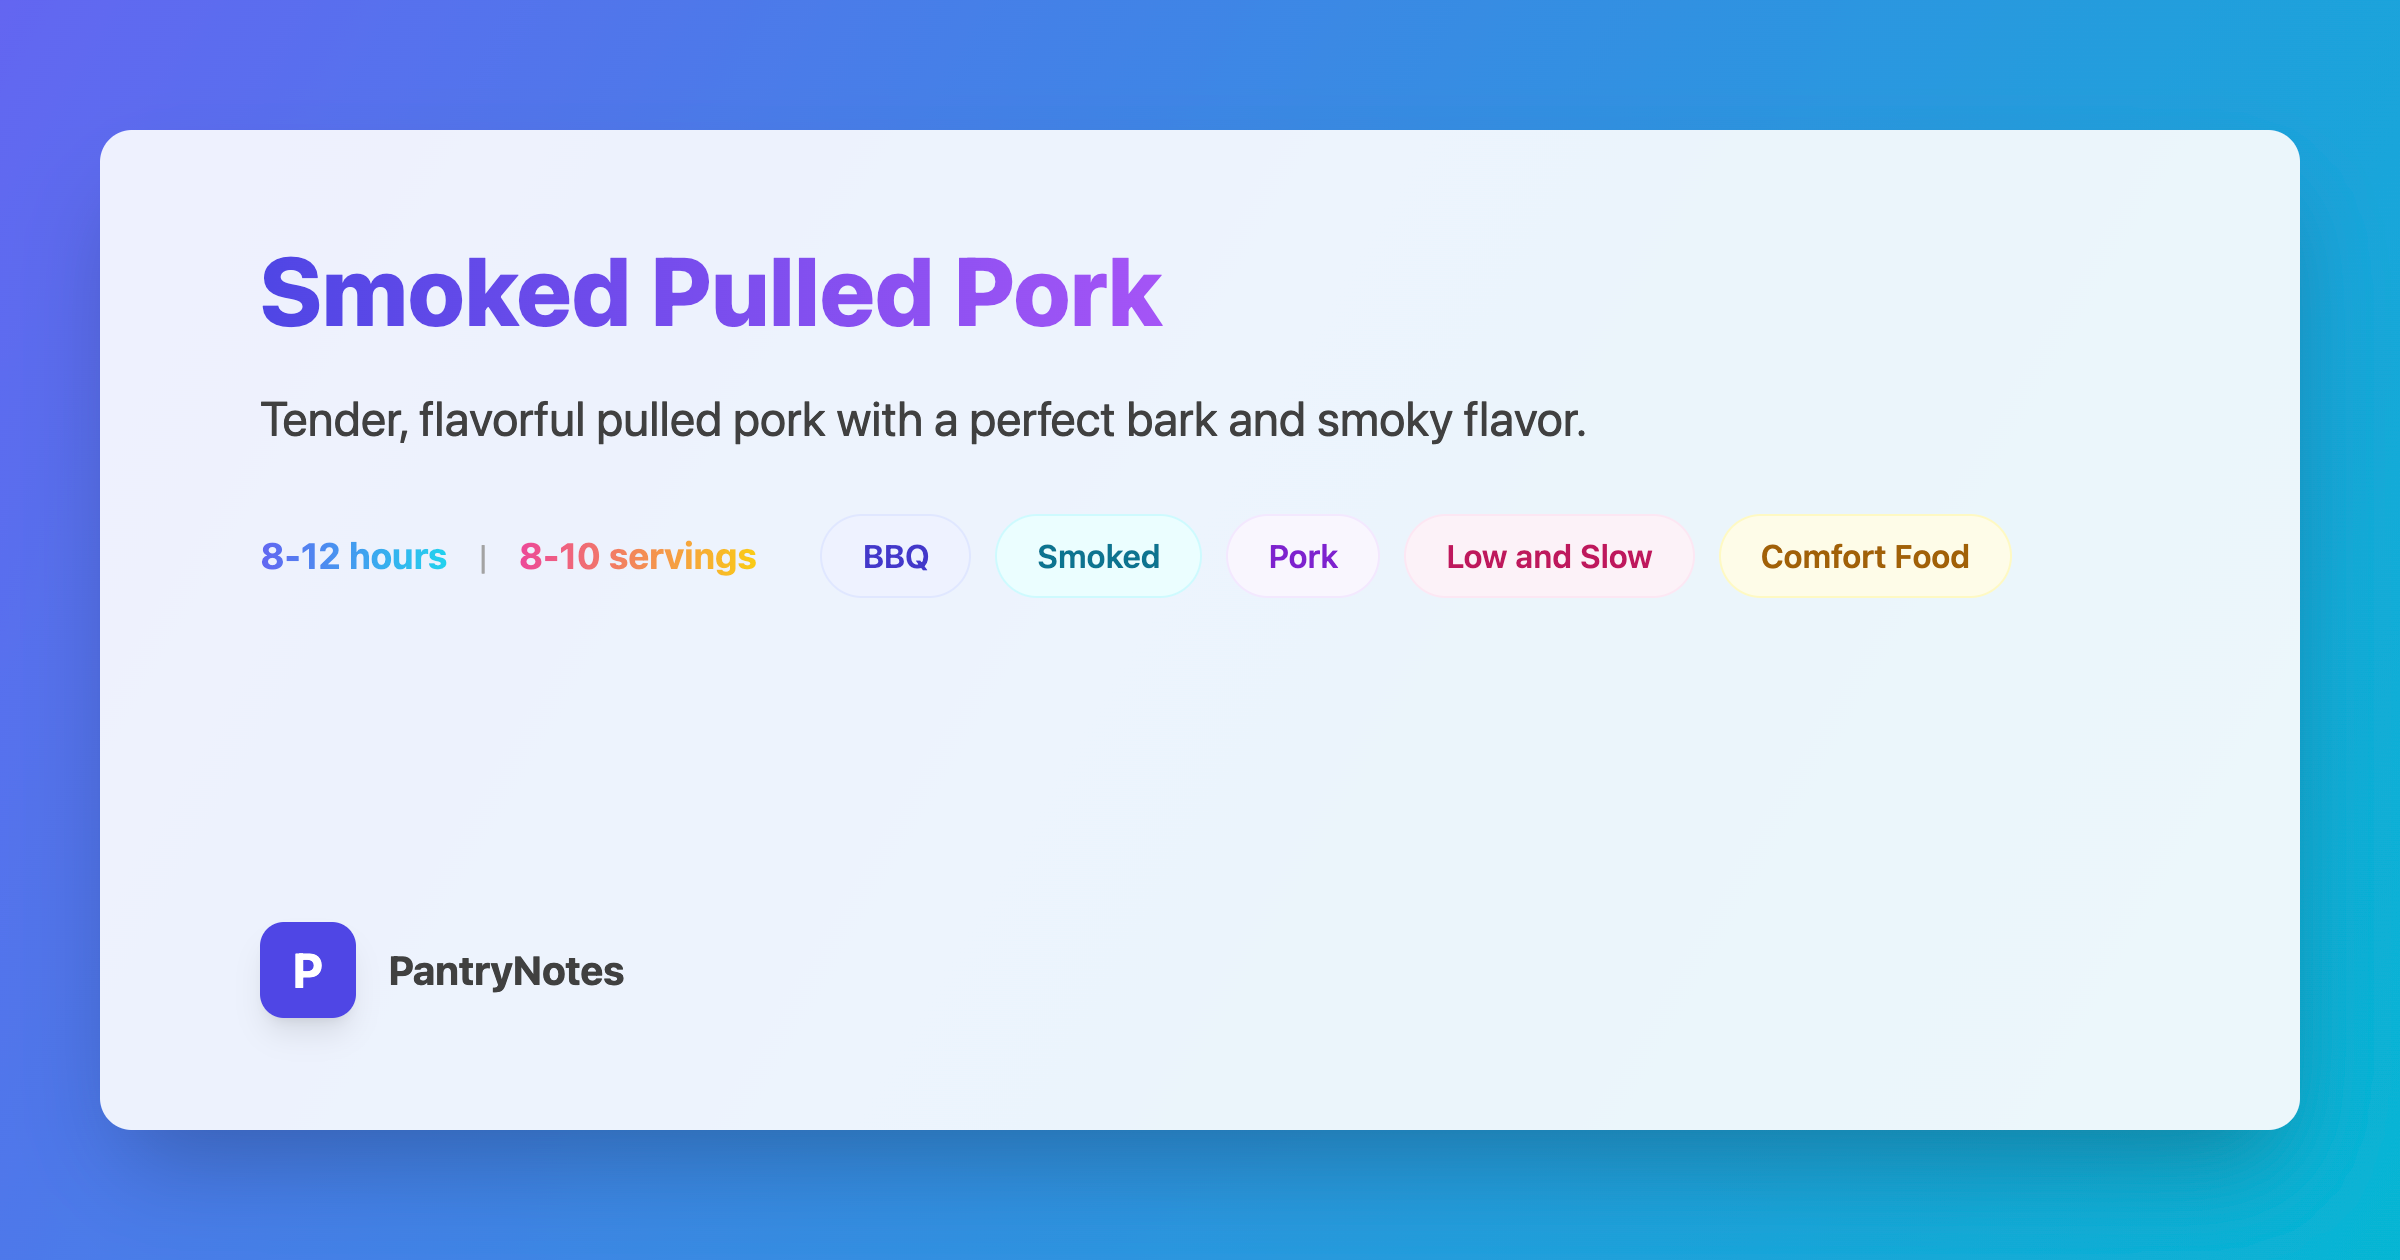 Smoked Pulled Pork
Tender, flavorful pulled pork with a perfect bark and smoky flavor.
8-12 hours | 8-10 servings BBQ Smoked Pork Low and Slow Comfort Food
P PantryNotes